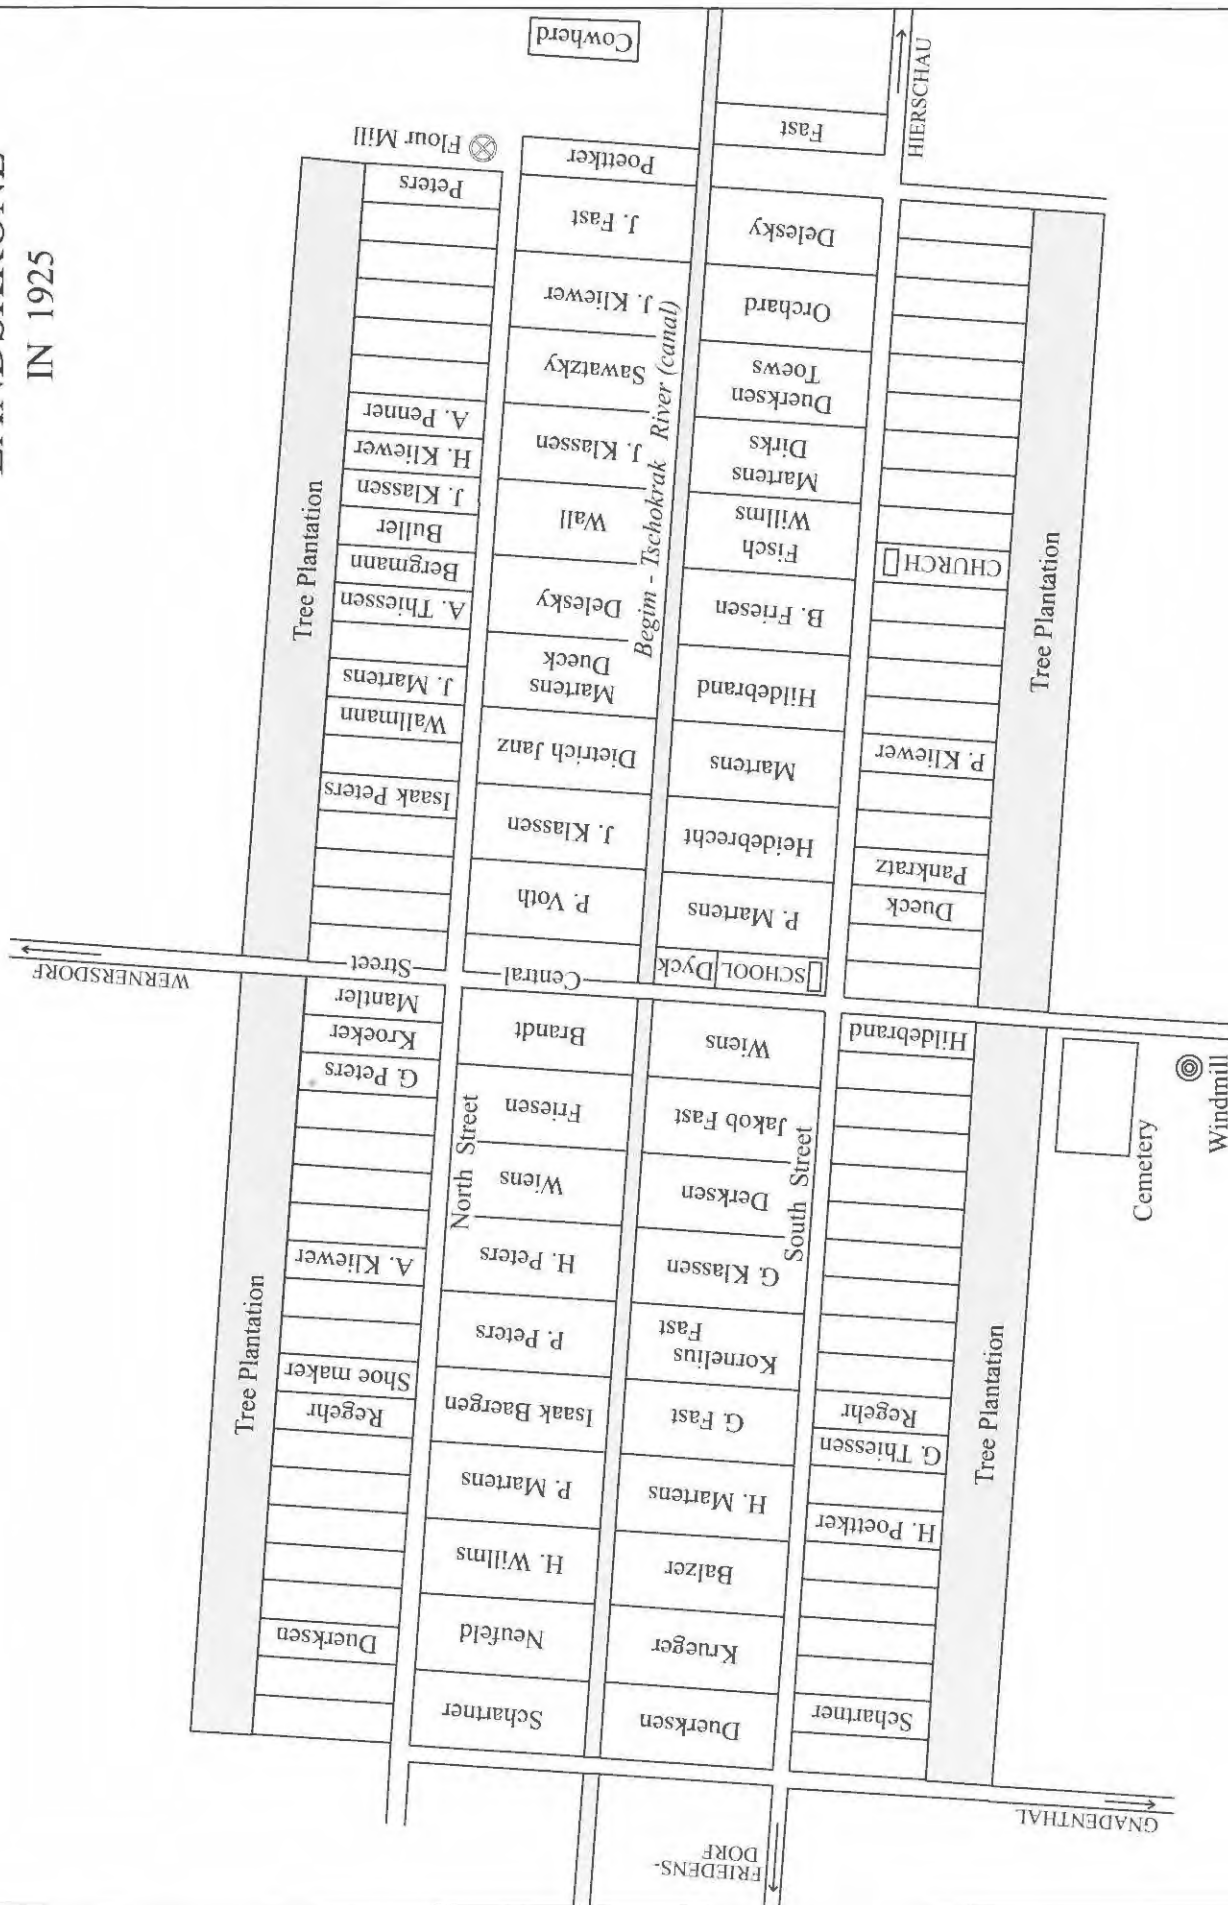 IN 1925
Cowherd
HIERSCHAU
Fast
Flour Mill
Poettker
Peters
J. Fast
Delesky
J. Kliewer
Orchard
Sawatzky
Toews
Duerksen
A. Penner
H. Kliewer
J. Klassen
Dirks
Martens
J. Klassen
Buller
Wall
Willms
Fisch
Bergmann
CHURCH
A. Thiessen
Delesky
B. Friesen
Tree Plantation
Begim - Tschokrak River (canal)
Tree Plantation
Dueck
Martens
J. Martens
Hildebrand
Wallmann
Dietrich Janz
Martens
P. Kliewer
Isaak Peters
J. Klassen
Heidebrecht
Pankratz
P. Voth
P. Martens
Dueck
WERNERSDORF
Street
Central
Dyck
SCHOOL
Mantler
Brandt
Wiens
Hildebrand
Kroeker
G. Peters
Friesen
Jakob Fast
Cemetery
Windmill
North Street
South Street
Wiens
Derksen
A. Kliewer
H. Peters
G. Klassen
P. Peters
Fast
Kornelius
Tree Plantation
Tree Plantation
Shoe maker
Regehr
Isaak Baergen
G. Fast
Regehr
G. Thiessen
P. Martens
H. Martens
H. Poettker
H. Willms
Balzer
Duerksen
Neufeld
Krueger
Schartner
Duerksen
Schartner
GNADENTHAL
FRIEDENS-
DORF